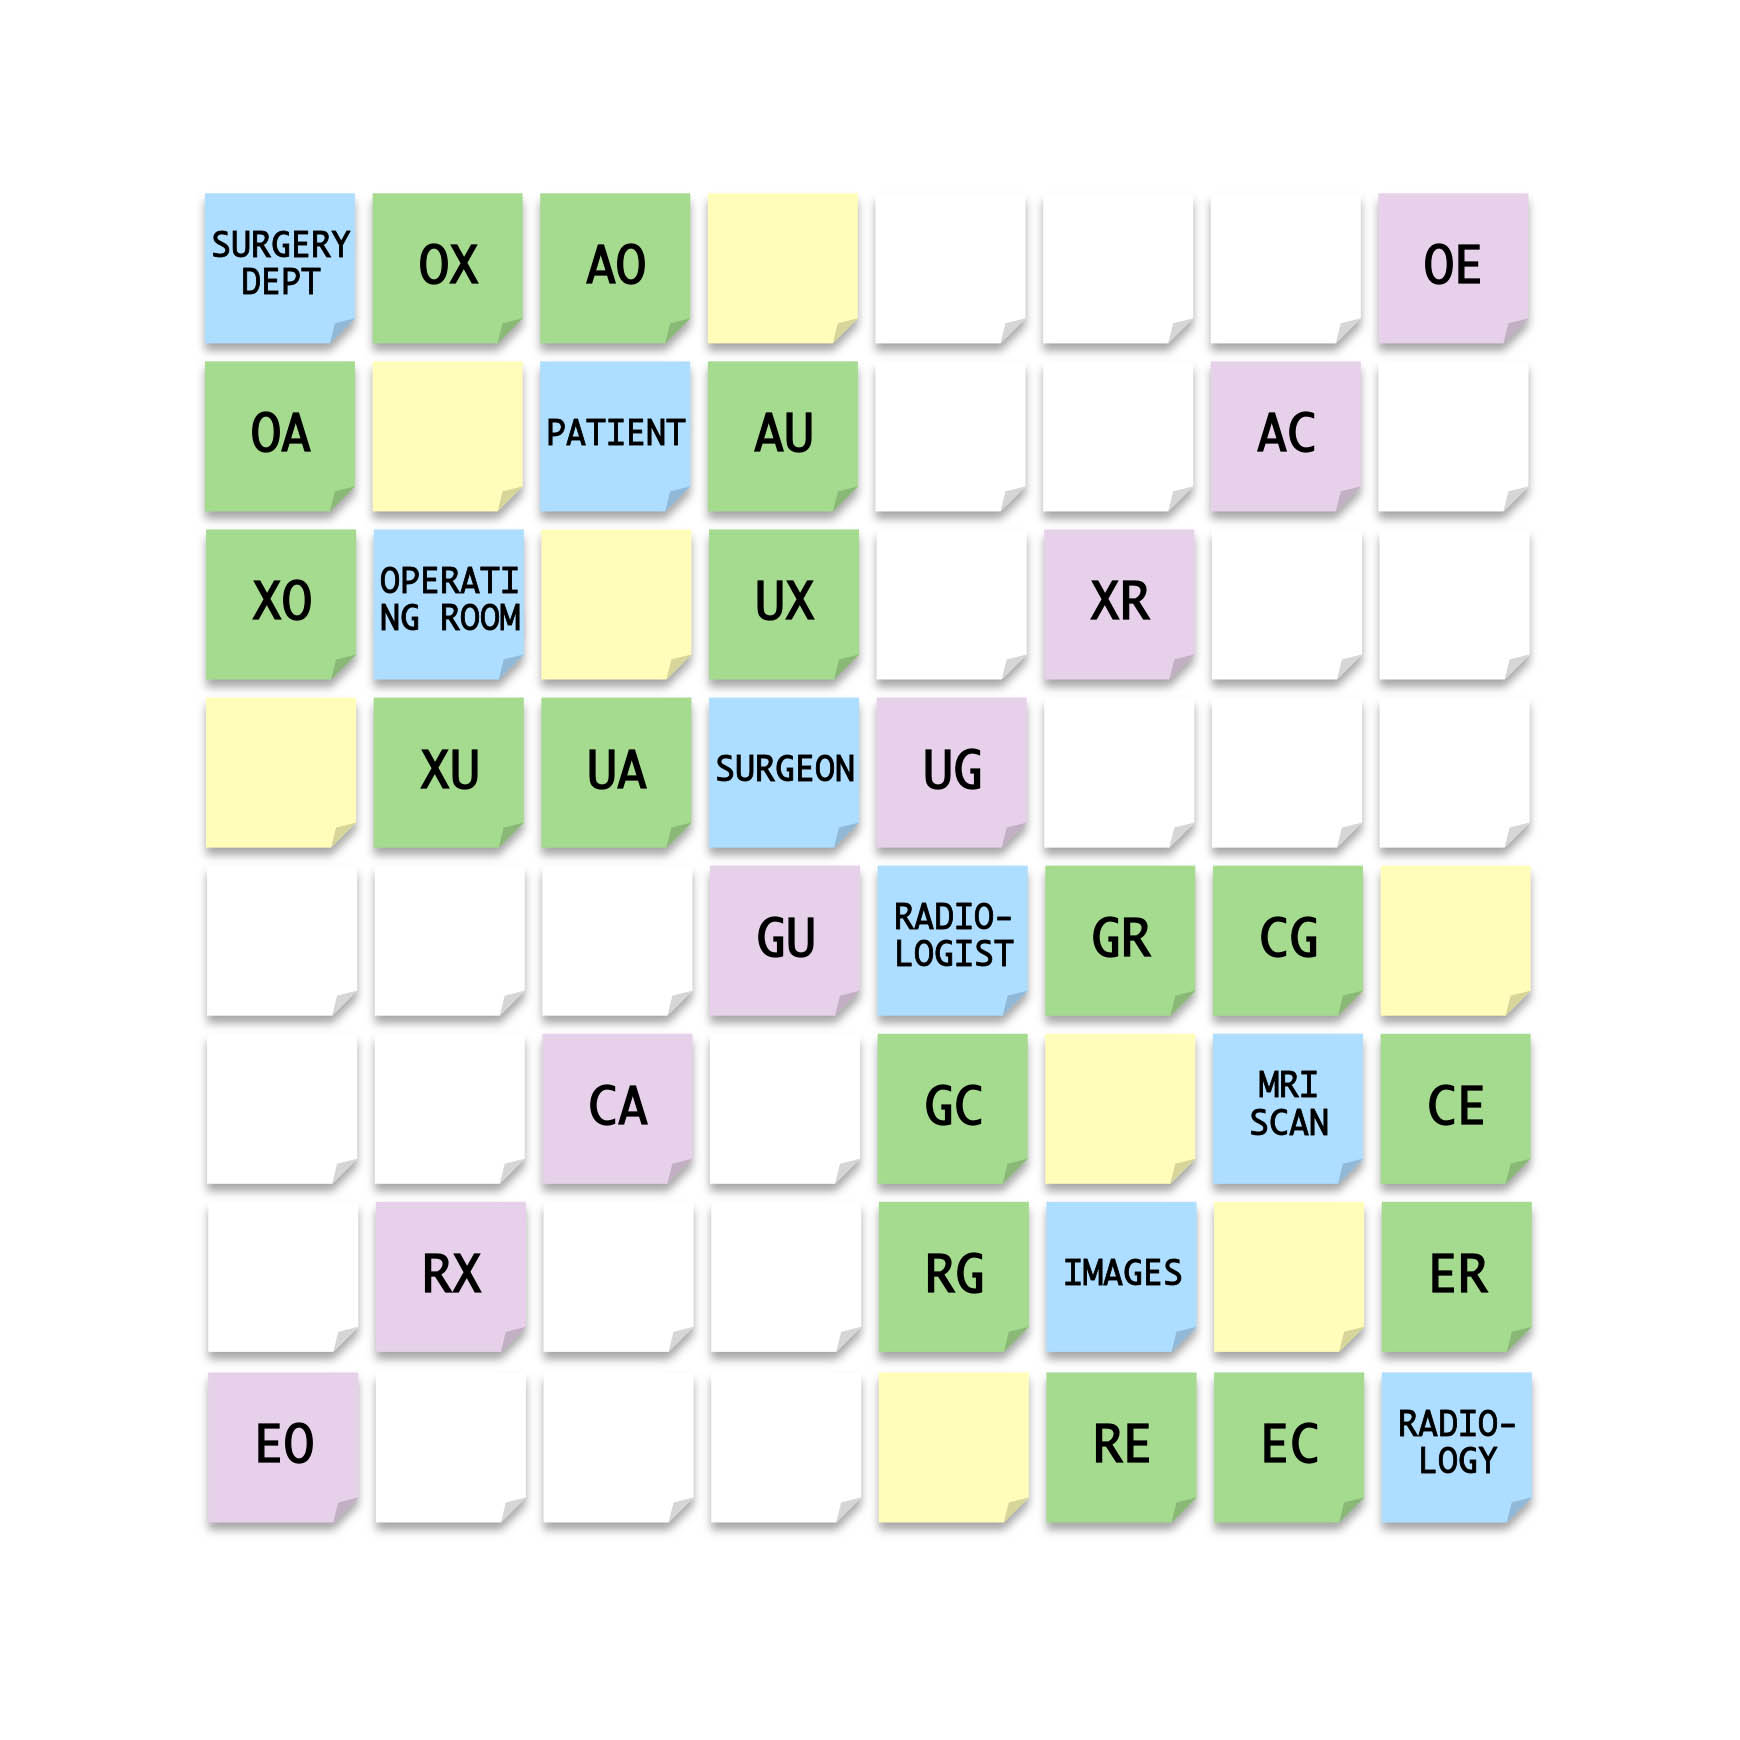 SURGERY
DEPT
OX
AO
OE
OA
PATIENT
AU
AC
XO
OPERATI
NG ROOM
UX
XR
XU
UA
SURGEON
UG
GU
RADIO-
LOGIST
GR
CG
CA
GC
MRI
SCAN
CE
RX
RG
IMAGES
ER
EO
RE
EC
RADIO-
LOGY